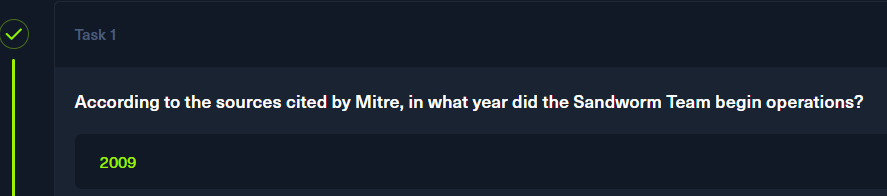 Task 1
According to the sources cited by Mitre, in what year did the Sandworm Team begin operations?
2009